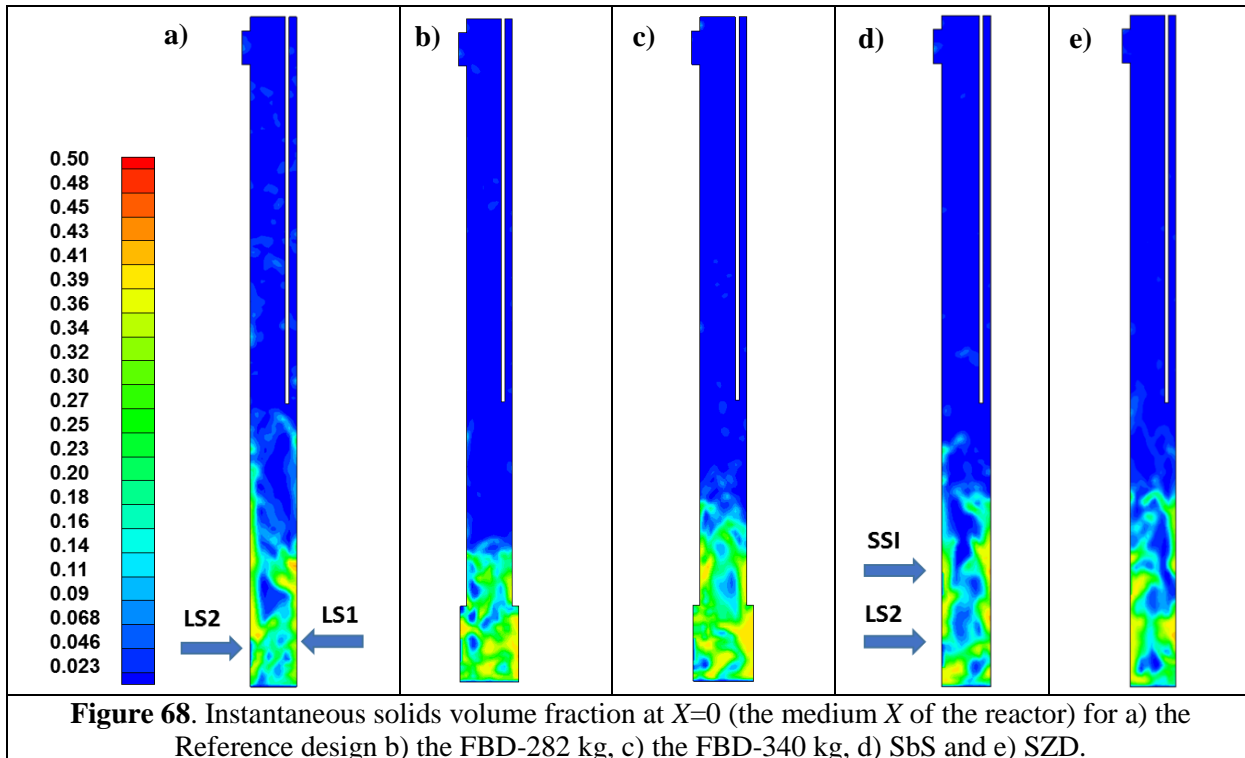 a)
b)
c)
d)
e)
0.50
0.48
0.45
0.43
0.41
0.39
0.36
0.34
0.32
0.30
0.27
0.25
0.23
0.20
0.18
0.16
0.14
0.11
0.09
0.068
0.046
0.023
LS2
LS1
SSI
LS2
Figure 68. Instantaneous solids volume fraction at X=0 (the medium X of the reactor) for a) the
Reference design b) the FBD-282 kg, c) the FBD-340 kg, d) SbS and e) SZD.